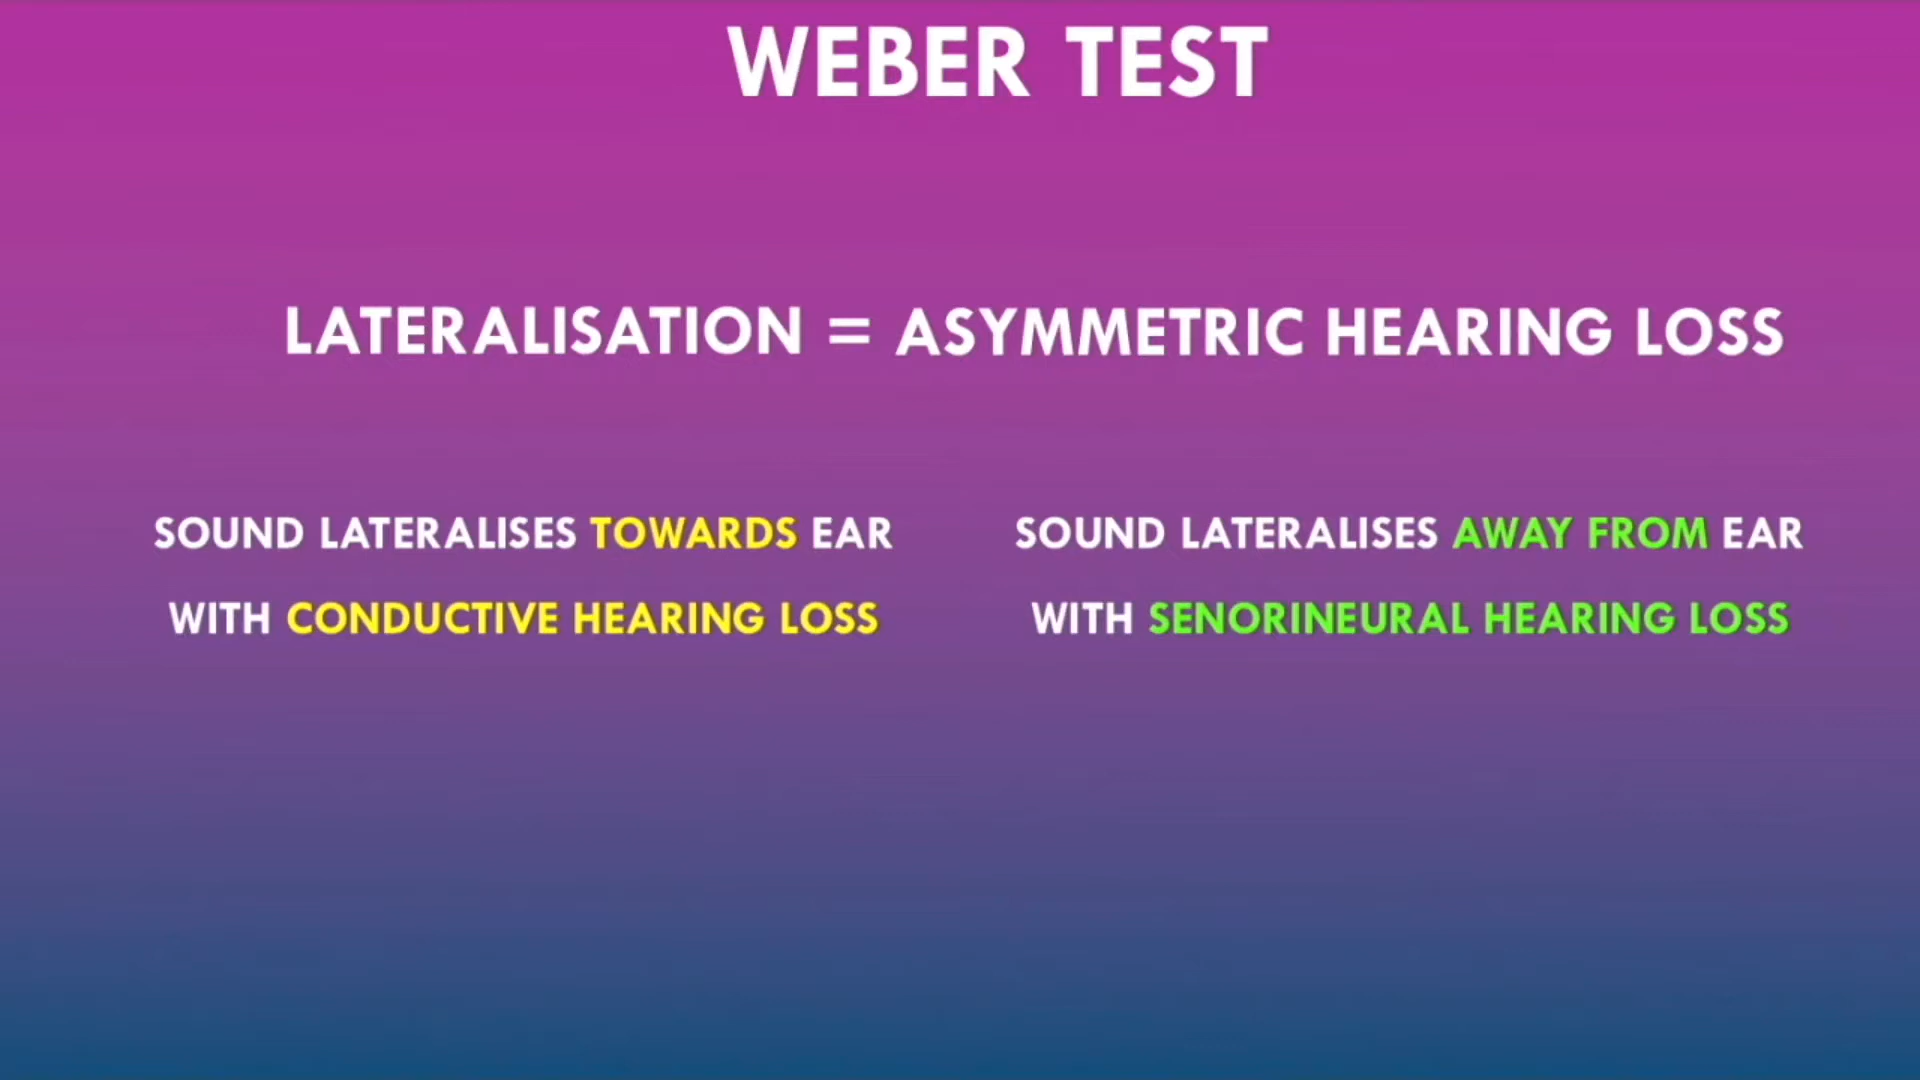 WEBER TEST
LATERALISATION = ASYMMETRIC HEARING LOSS
SOUND LATERALISES TOWARDS EAR
WITH CONDUCTIVE HEARING LOSS
SOUND LATERALISES AWAY FROM EAR
WITH SENORINEURAL HEARING LOSS